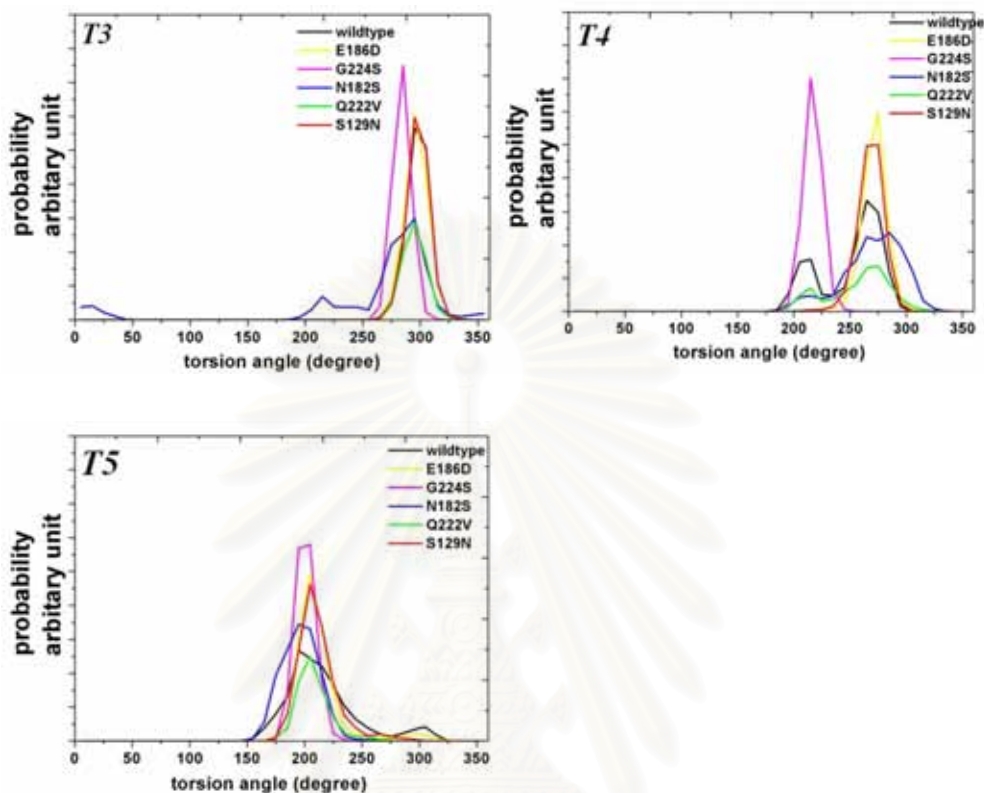 T3
wildtype
E186D
G224S
N182S
Q222V
S129N
probability
arbitary unit
0 50 100 150 200 250 300 350
torsion angle (degree)
T4
wildtype
E186D
G224S
N182S
Q222V
S129N
probability
arbitary unit
0 50 100 150 200 250 300 350
torsion angle (degree)
T5
wildtype
E186D
G224S
N182S
Q222V
S129N
probability
arbitary unit
0 50 100 150 200 250 300 350
torsion angle (degree)